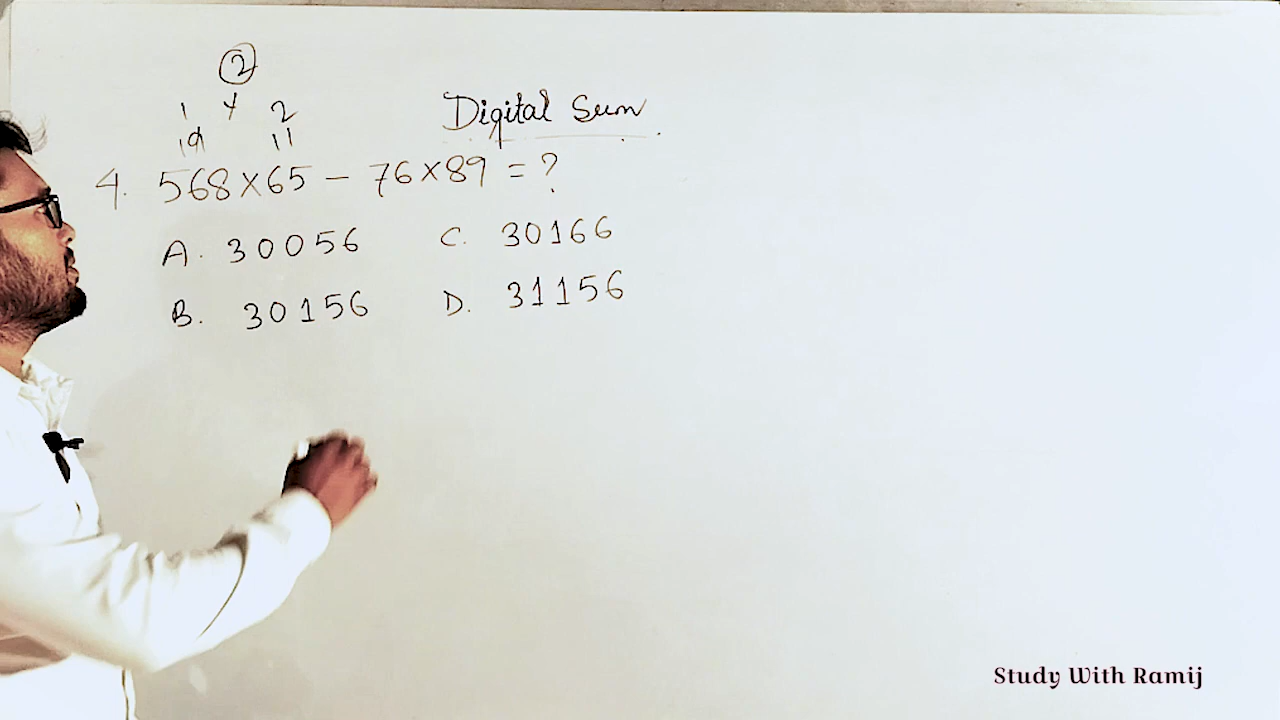 2
1 × 2
19 11
Digital Sum
4. 568×65 – 76×89 = ?
A. 30056 C. 30166
B. 30156 D. 31156
Study With Ramij